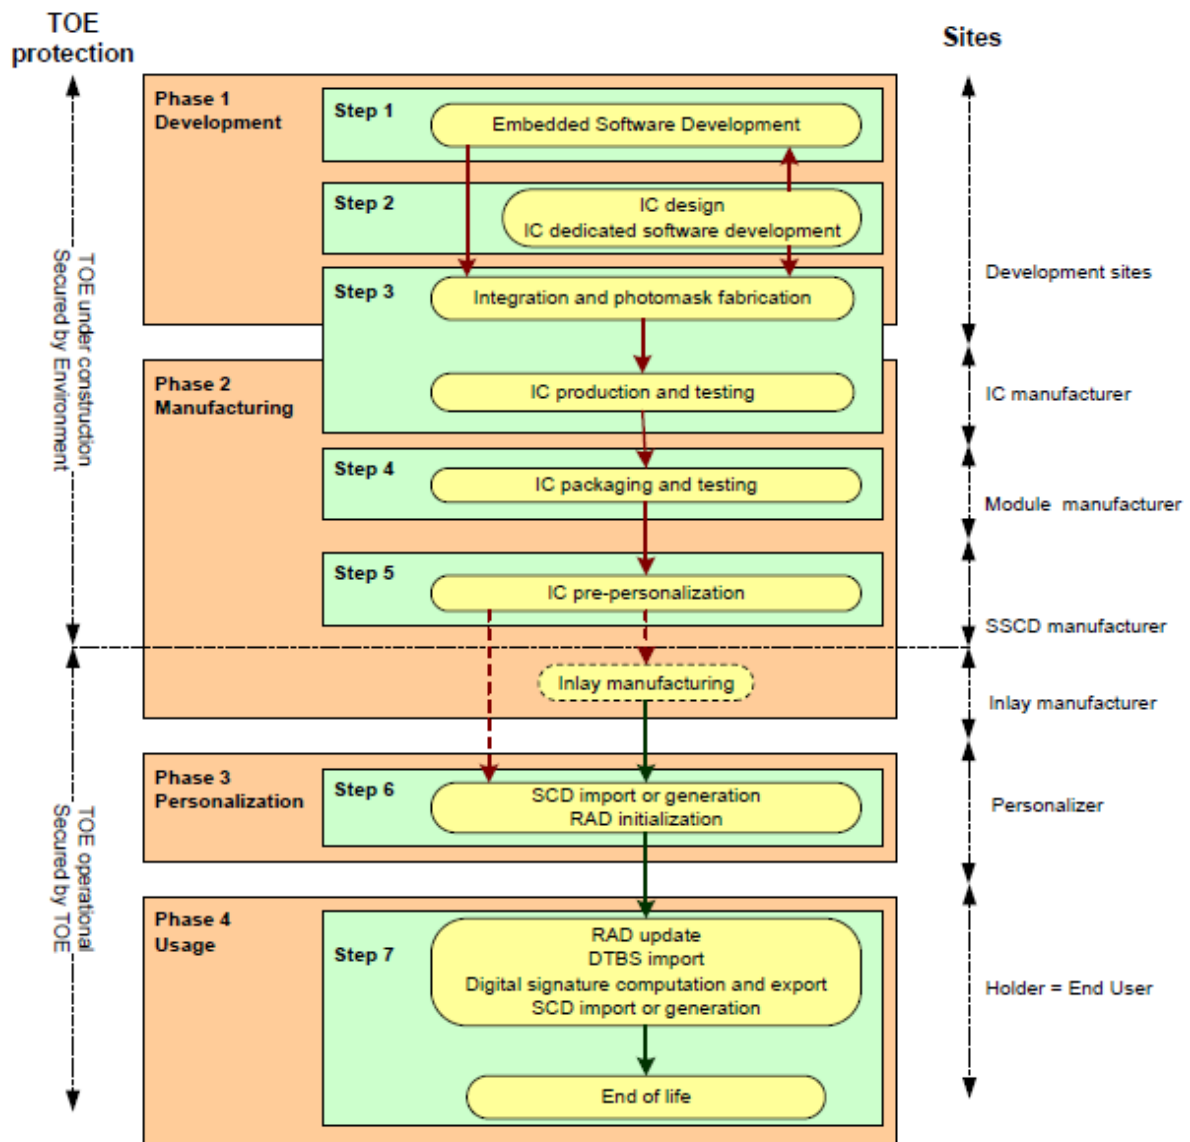 TOE
protection
Sites
Phase 1
Development
Step 1
Embedded Software Development
Step 2
IC design
IC dedicated software development
Step 3
Integration and photomask fabrication
Development sites
TOE under construction
Secured by Environment
Phase 2
Manufacturing
IC production and testing
IC manufacturer
Step 4
IC packaging and testing
Module manufacturer
Step 5
IC pre-personalization
SSCD manufacturer
Inlay manufacturing
Inlay manufacturer
Phase 3
Personalization
Step 6
SCD import or generation
RAD initialization
Personalizer
TOE operational
Secured by TOE
Phase 4
Usage
Step 7
RAD update
DTBS import
Digital signature computation and export
SCD import or generation
Holder = End User
End of life